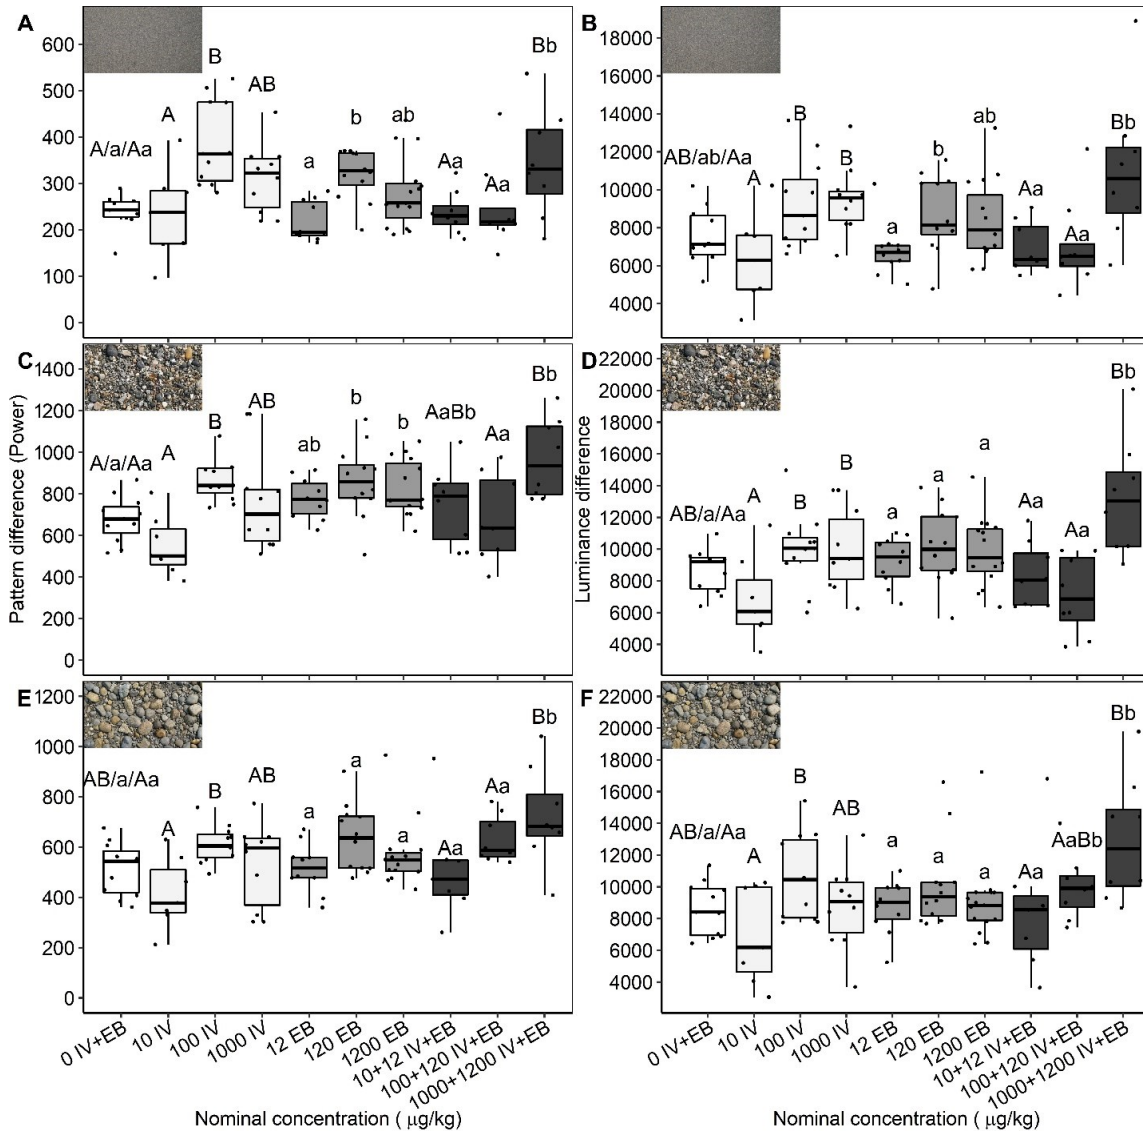 A
B
600
500
400
300
200
100
0
A/a/Aa
A
B
AB
a
b
ab
Aa
Aa
Bb
18000
16000
14000
12000
10000
8000
6000
4000
AB/ab/Aa
A
B
B
a
b
ab
Aa
Aa
Bb
C
D
Pattern difference (Power)
1400
1200
1000
800
600
400
200
0
A/a/Aa
A
B
AB
ab
b
b
AaBb
Aa
Bb
Luminance difference
22000
20000
18000
16000
14000
12000
10000
8000
6000
4000
AB/a/Aa
A
B
B
a
a
a
Aa
Aa
Bb
E
F
1200
1000
800
600
400
200
0
AB/a/Aa
A
B
AB
a
a
a
Aa
Aa
Bb
22000
20000
18000
16000
14000
12000
10000
8000
6000
4000
AB/a/Aa
A
B
AB
a
a
a
Aa
AaBb
Bb
0 IV+EB
10 IV
100 IV
1000 IV
12 EB
120 EB
1200 EB
10+12 IV+EB
100+120 IV+EB
1000+1200 IV+EB
0 IV+EB
10 IV
100 IV
1000 IV
12 EB
120 EB
1200 EB
10+12 IV+EB
100+120 IV+EB
1000+1200 IV+EB
Nominal concentration ( μg/kg)
Nominal concentration ( μg/kg)